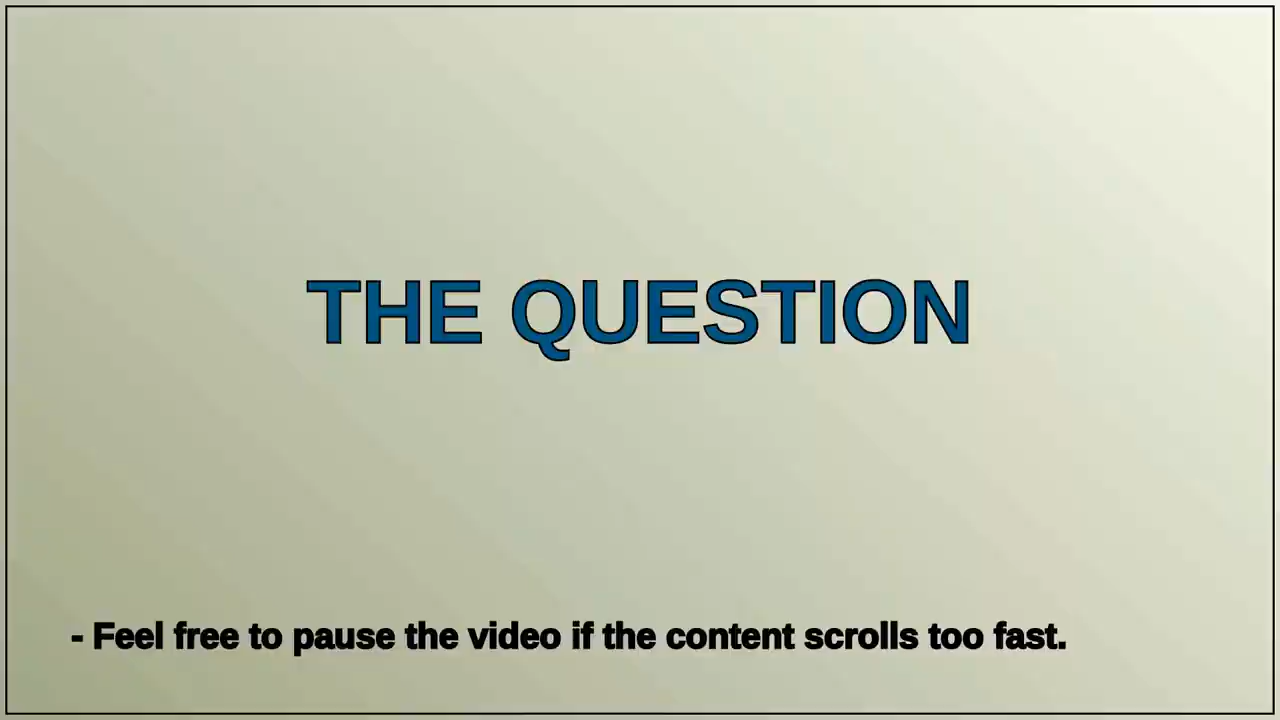 THE QUESTION
- Feel free to pause the video if the content scrolls too fast.